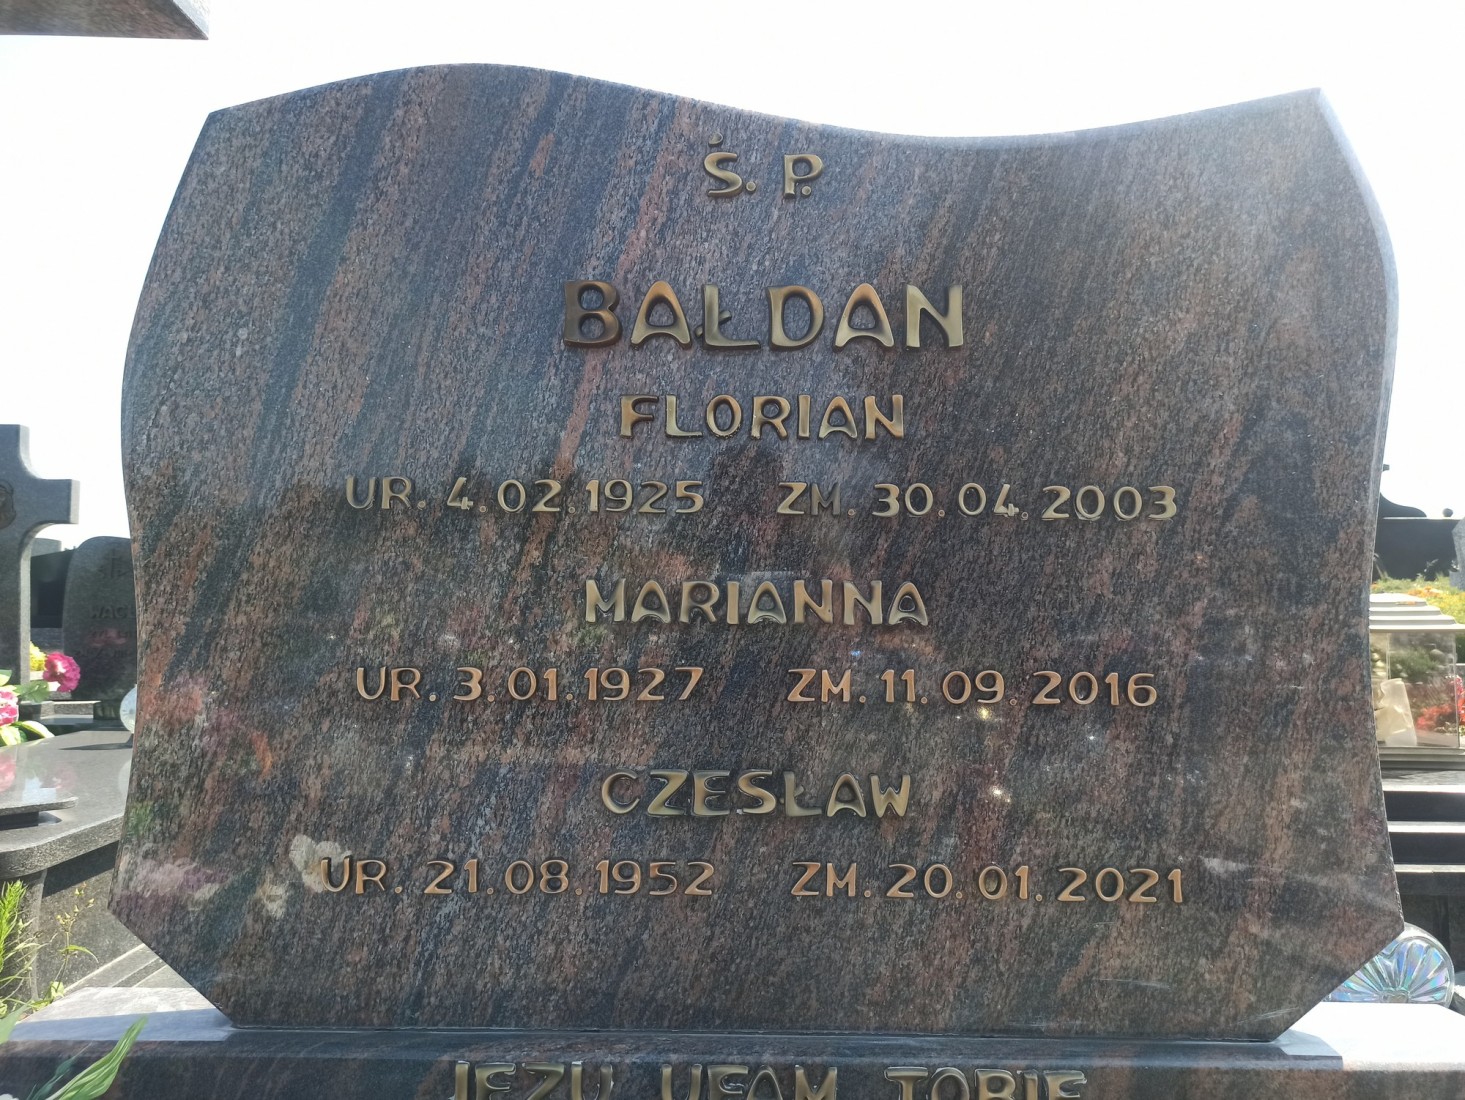 Ś. P.
BAŁDAN
FLORIAN
UR. 4.02.1925 ZM. 30.04.2003
MARIANNA
UR. 3.01.1927 ZM. 11.09.2016
CZESŁAW
UR. 21.08.1952 ZM. 20.01.2021
JEZU UFAM TOBIE